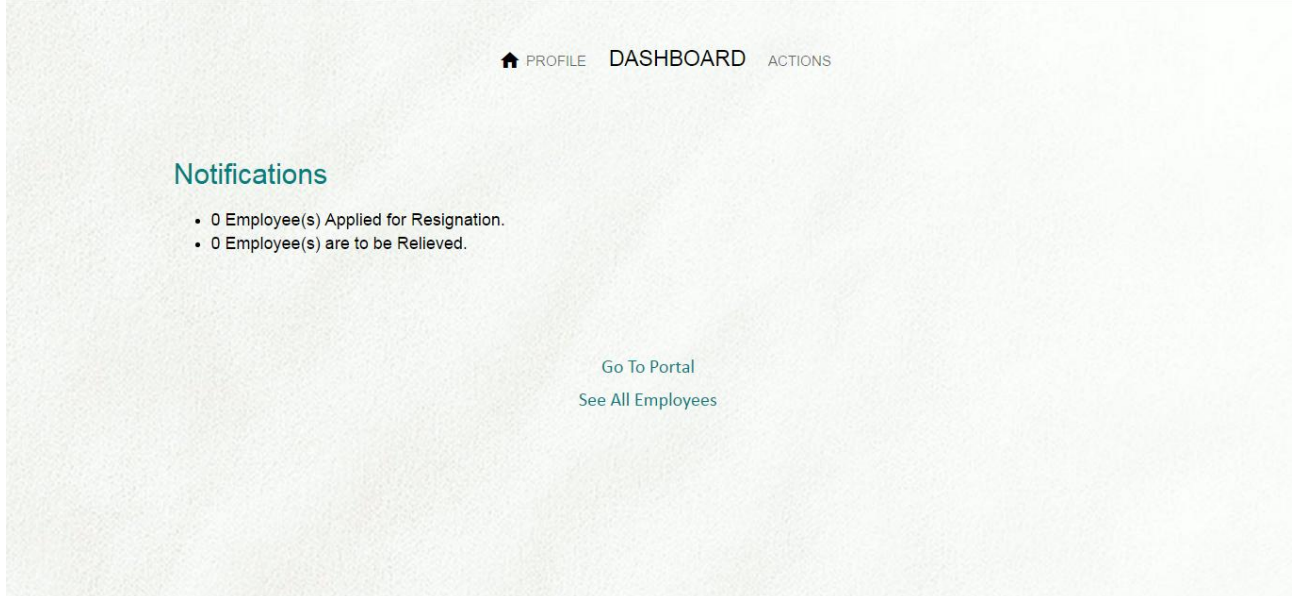 PROFILE DASHBOARD ACTIONS
Notifications
• 0 Employee(s) Applied for Resignation.
• 0 Employee(s) are to be Relieved.
Go To Portal
See All Employees